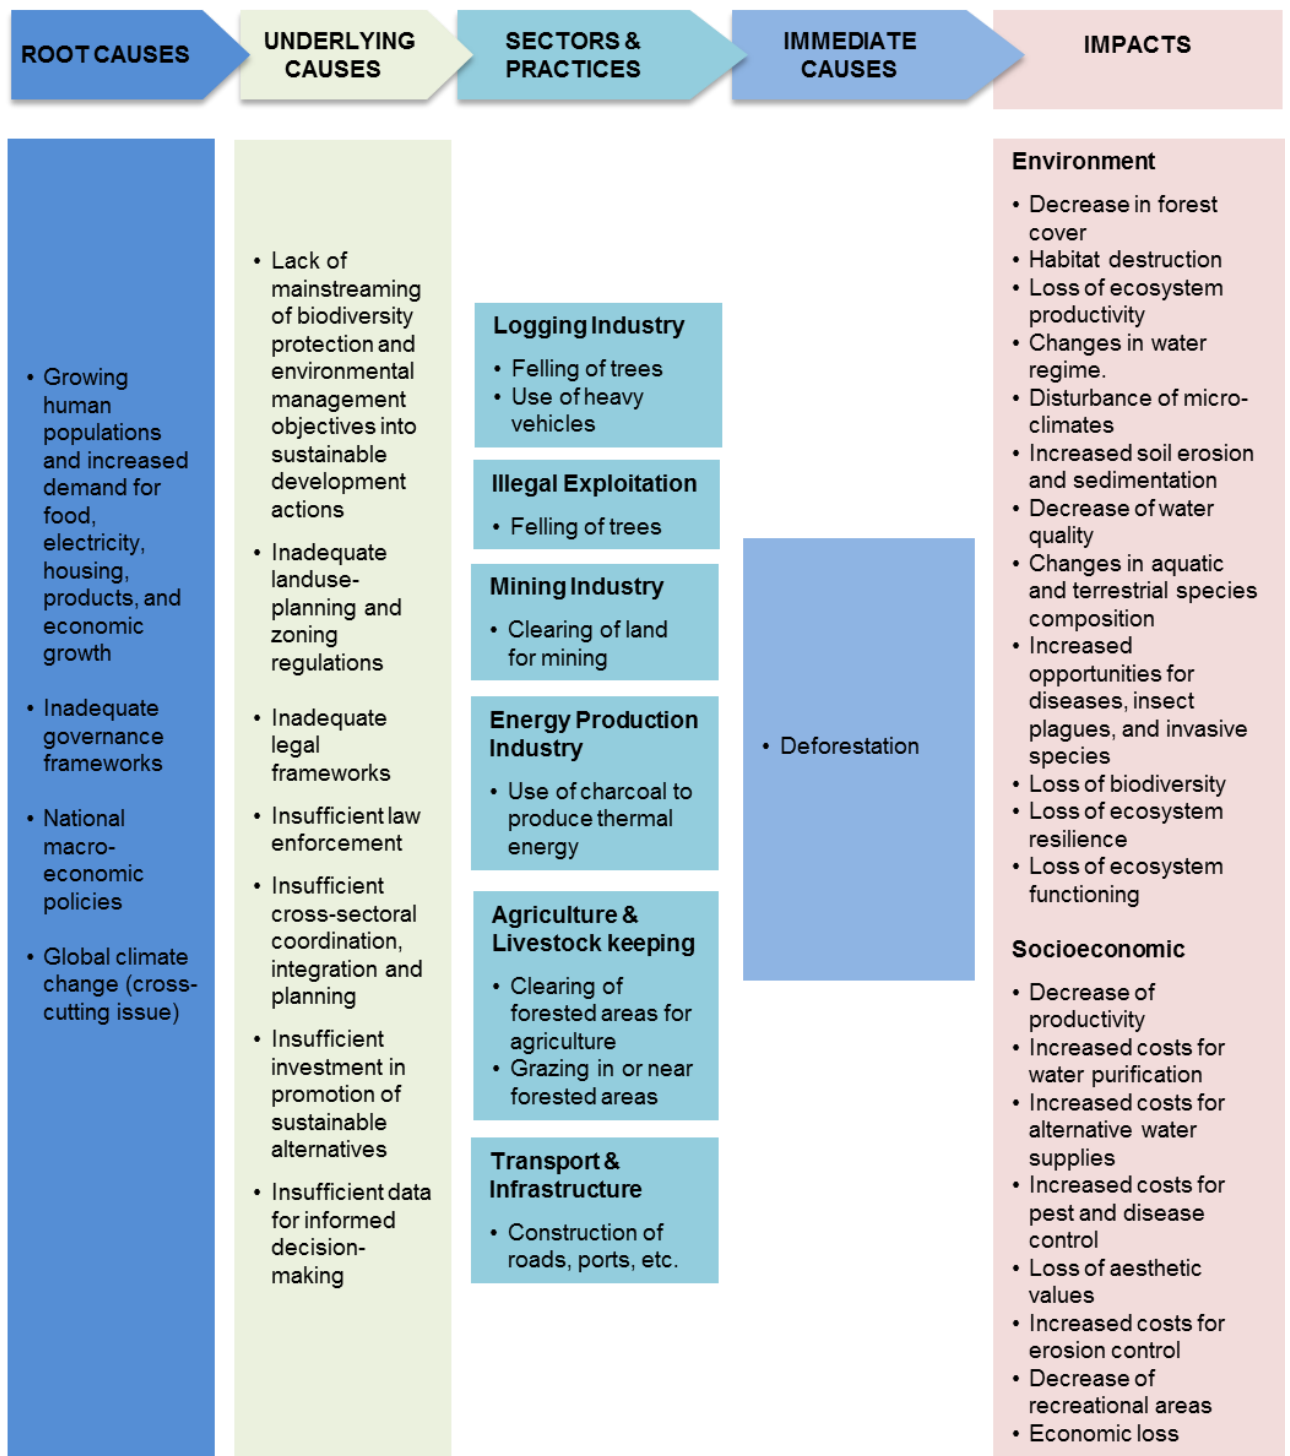 ROOT CAUSES
UNDERLYING
CAUSES
SECTORS &
PRACTICES
IMMEDIATE
CAUSES
IMPACTS
• Growing
human
populations
and increased
demand for
food,
electricity,
housing,
products, and
economic
growth
• Inadequate
governance
frameworks
• National
macro-
economic
policies
• Global climate
change (cross-
cutting issue)
• Lack of
mainstreaming
of biodiversity
protection and
environmental
management
objectives into
sustainable
development
actions
• Inadequate
landuse-
planning and
zoning
regulations
• Inadequate
legal
frameworks
• Insufficient law
enforcement
• Insufficient
cross-sectoral
coordination,
integration and
planning
• Insufficient
investment in
promotion of
sustainable
alternatives
• Insufficient data
for informed
decision-
making
Logging Industry
• Felling of trees
• Use of heavy
vehicles
Illegal Exploitation
• Felling of trees
Mining Industry
• Clearing of land
for mining
Energy Production
Industry
• Use of charcoal to
produce thermal
energy
Agriculture &
Livestock keeping
• Clearing of
forested areas for
agriculture
• Grazing in or near
forested areas
Transport &
Infrastructure
• Construction of
roads, ports, etc.
• Deforestation
Environment
• Decrease in forest
cover
• Habitat destruction
• Loss of ecosystem
productivity
• Changes in water
regime.
• Disturbance of micro-
climates
• Increased soil erosion
and sedimentation
• Decrease of water
quality
• Changes in aquatic
and terrestrial species
composition
• Increased
opportunities for
diseases, insect
plagues, and invasive
species
• Loss of biodiversity
• Loss of ecosystem
resilience
• Loss of ecosystem
functioning
Socioeconomic
• Decrease of
productivity
• Increased costs for
water purification
• Increased costs for
alternative water
supplies
• Increased costs for
pest and disease
control
• Loss of aesthetic
values
• Increased costs for
erosion control
• Decrease of
recreational areas
• Economic loss